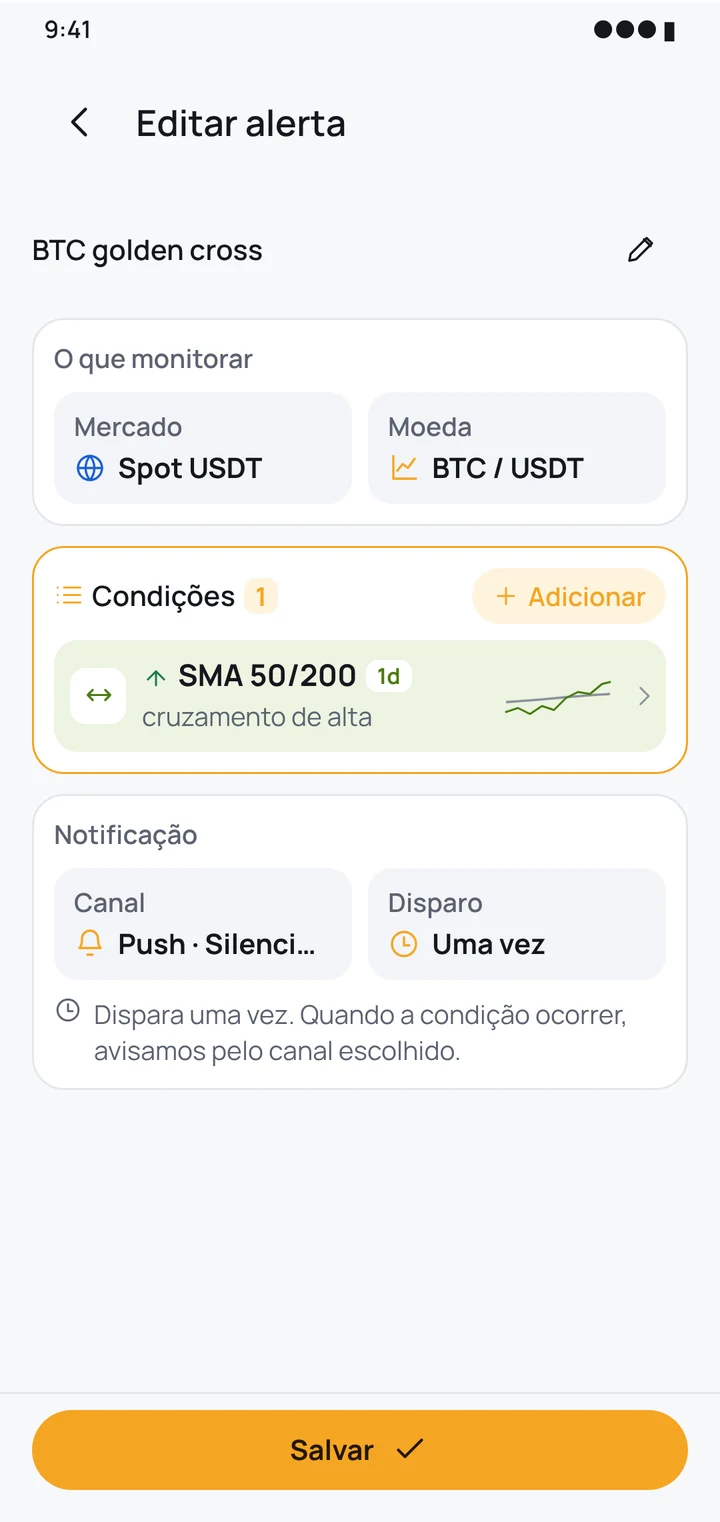 9:41
Editar alerta
BTC golden cross
O que monitorar
Mercado
Spot USDT
Moeda
BTC / USDT
Condições 1
+ Adicionar
SMA 50/200 1d
cruzamento de alta
Notificação
Canal
Push · Silenci...
Disparo
Uma vez
Dispara uma vez. Quando a condição ocorrer,
avisamos pelo canal escolhido.
Salvar